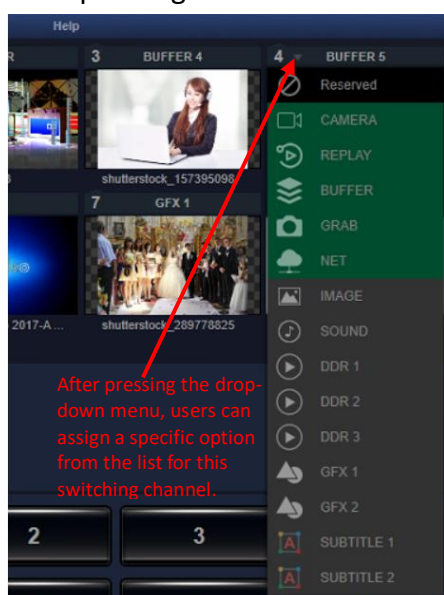 Help
R
3 BUFFER 4
4 BUFFER 5
Reserved
CAMERA
REPLAY
BUFFER
GRAB
NET
IMAGE
SOUND
DDR 1
DDR 2
DDR 3
GFX 1
GFX 2
SUBTITLE 1
SUBTITLE 2
shutterstock_157395098
7 GFX 1
2017-A...
shutterstock_289778825
After pressing the drop-
down menu, users can
assign a specific option
from the list for this
switching channel.
2
3